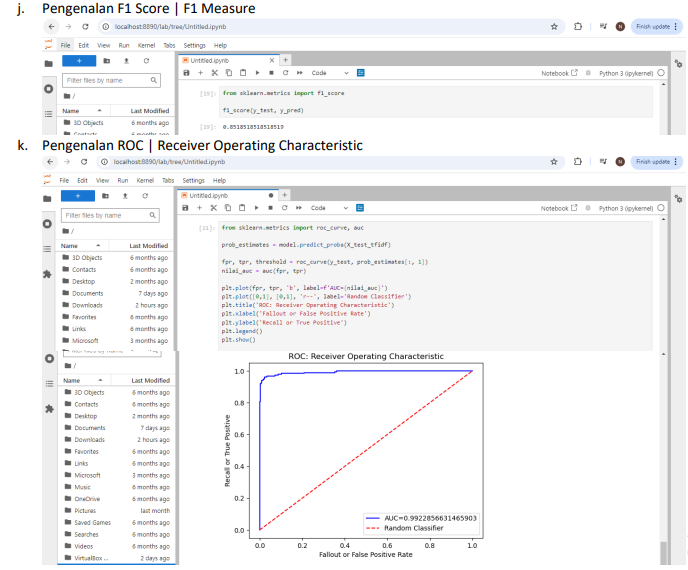 j. Pengenalan F1 Score | F1 Measure
localhost:8890/lab/tree/Untitled.ipynb
Finish update
File Edit View Run Kernel Tabs Settings Help
Untitled.ipynb
Filter files by name
Code
Notebook
Python 3 (ipykernel)
/
Name Last Modified
3D Objects 6 months ago
Contacts 6 months ago
[19]: from sklearn.metrics import f1_score
f1_score(y_test, y_pred)
[19]: 0.8518518518518519
k. Pengenalan ROC | Receiver Operating Characteristic
localhost:8890/lab/tree/Untitled.ipynb
Finish update
File Edit View Run Kernel Tabs Settings Help
Untitled.ipynb
Filter files by name
Code
Notebook
Python 3 (ipykernel)
/
Name Last Modified
3D Objects 6 months ago
Contacts 6 months ago
Desktop 2 months ago
Documents 7 days ago
Downloads 2 hours ago
Favorites 6 months ago
Links 6 months ago
Microsoft 3 months ago
[21]: from sklearn.metrics import roc_curve, auc
prob_estimates = model.predict_proba(X_test_tfidf)
fpr, tpr, threshold = roc_curve(y_test, prob_estimates[:, 1])
nilai_auc = auc(fpr, tpr)
plt.plot(fpr, tpr, 'b', label=f'AUC={nilai_auc}')
plt.plot([0,1], [0,1], 'r--', label='Random Classifier')
plt.title('ROC: Receiver Operating Characteristic')
plt.xlabel('Fallout or False Positive Rate')
plt.ylabel('Recall or True Positive')
plt.legend()
plt.show()
/
Name Last Modified
3D Objects 6 months ago
Contacts 6 months ago
Desktop 2 months ago
Documents 7 days ago
Downloads 2 hours ago
Favorites 6 months ago
Links 6 months ago
Microsoft 3 months ago
Music 6 months ago
OneDrive 6 months ago
Pictures last month
Saved Games 6 months ago
Searches 6 months ago
Videos 6 months ago
VirtualBox ... 2 days ago
ROC: Receiver Operating Characteristic
Recall or True Positive
1.0
0.8
0.6
0.4
0.2
0.0
AUC=0.9922856631465903
Random Classifier
0.0 0.2 0.4 0.6 0.8 1.0
Fallout or False Positive Rate